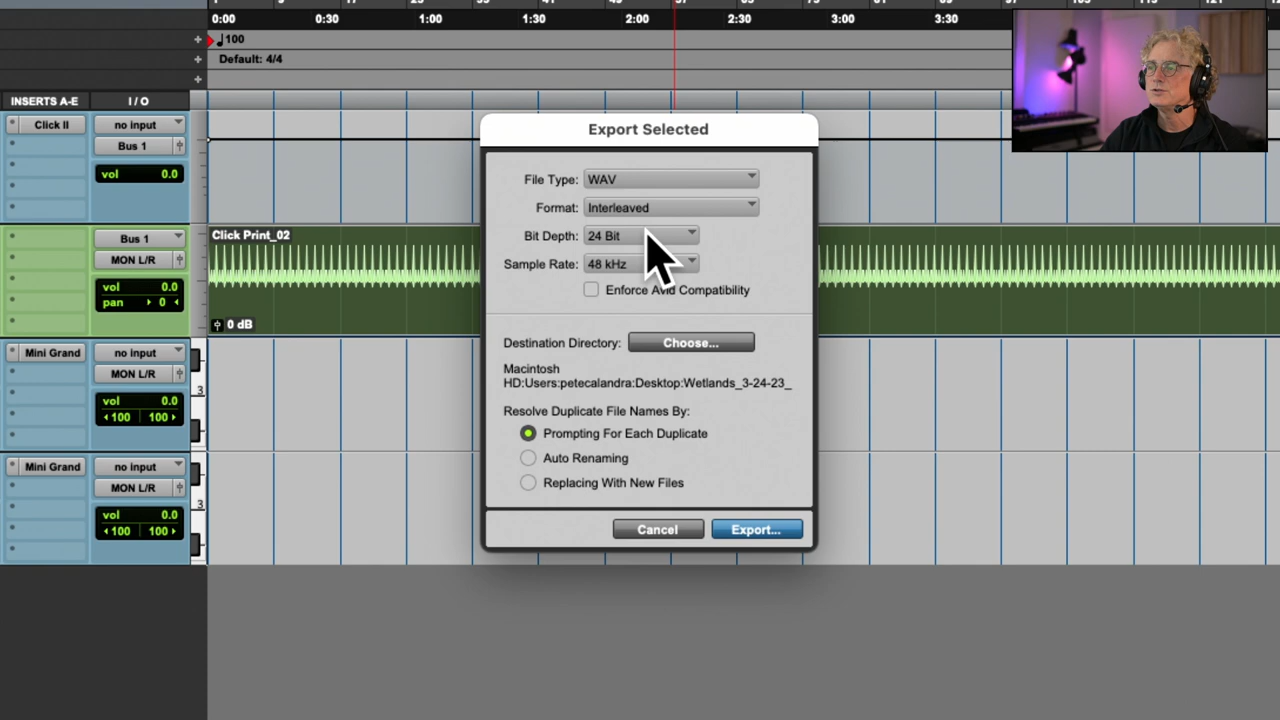 0:00 0:30 1:00 1:30 2:00 2:30 3:00 3:30
+ 100
+ Default: 4/4
+
INSERTS A-E I / O
Click II no input
Bus 1
vol 0.0
Bus 1 Click Print_02
MON L/R
vol 0.0
pan 0
0 dB
Mini Grand no input
MON L/R
3
vol 0.0
100 100
Mini Grand no input
MON L/R
3
vol 0.0
100 100
Export Selected
File Type: WAV
Format: Interleaved
Bit Depth: 24 Bit
Sample Rate: 48 kHz
Enforce Avid Compatibility
Destination Directory: Choose...
Macintosh
HD:Users:petecalandra:Desktop:Wetlands_3-24-23_
Resolve Duplicate File Names By:
Prompting For Each Duplicate
Auto Renaming
Replacing With New Files
Cancel Export...